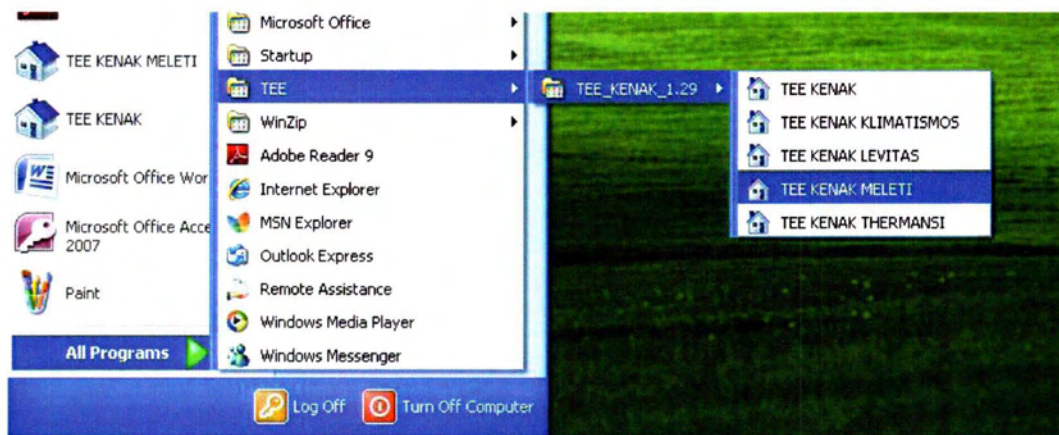 TEE KENAK MELETI
TEE KENAK
Microsoft Office Wor
Microsoft Office Acce
2007
Paint
All Programs
Microsoft Office
Startup
TEE
WinZip
Adobe Reader 9
Internet Explorer
MSN Explorer
Outlook Express
Remote Assistance
Windows Media Player
Windows Messenger
TEE_KENAK_1.29
TEE KENAK
TEE KENAK KLIMATISMOS
TEE KENAK LEVITAS
TEE KENAK MELETI
TEE KENAK THERMANSI
Log Off
Turn Off Computer